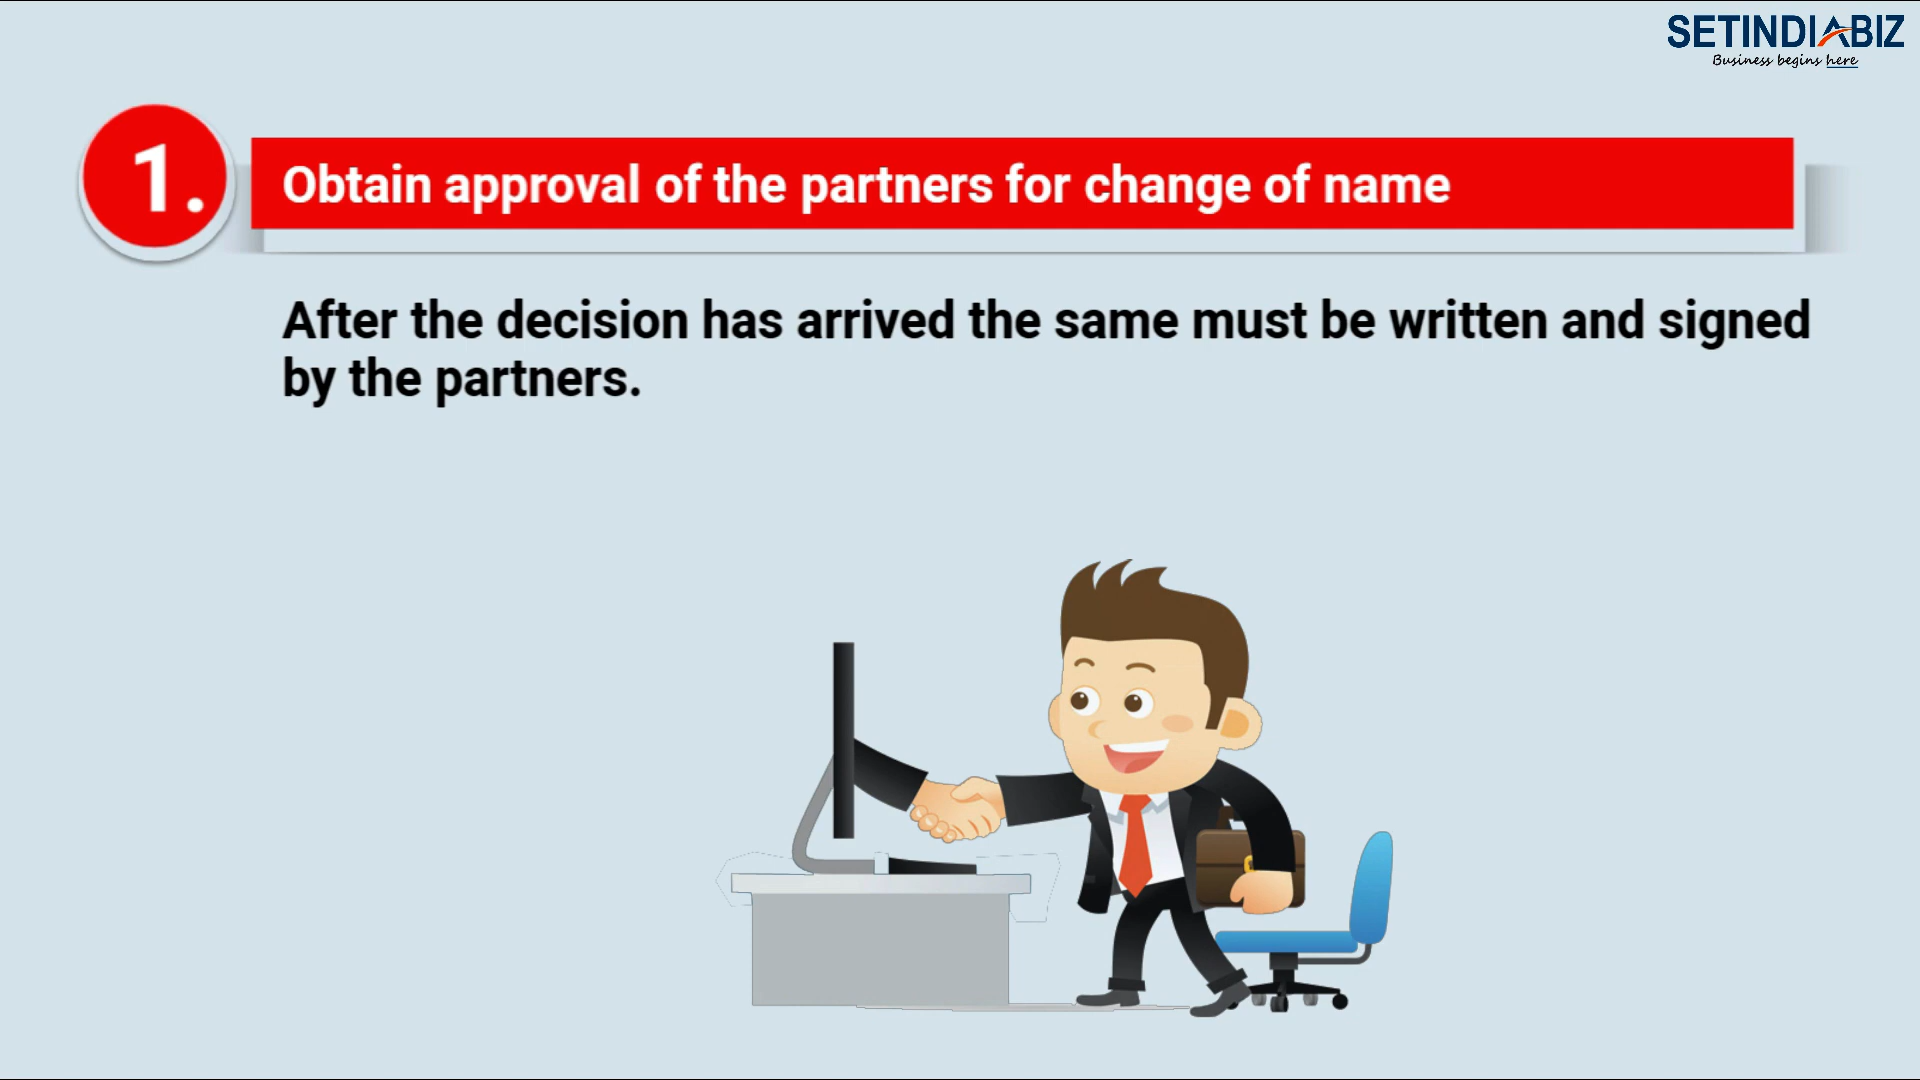 SETINDIABIZ
Business begins here
1.
Obtain approval of the partners for change of name
After the decision has arrived the same must be written and signed
by the partners.